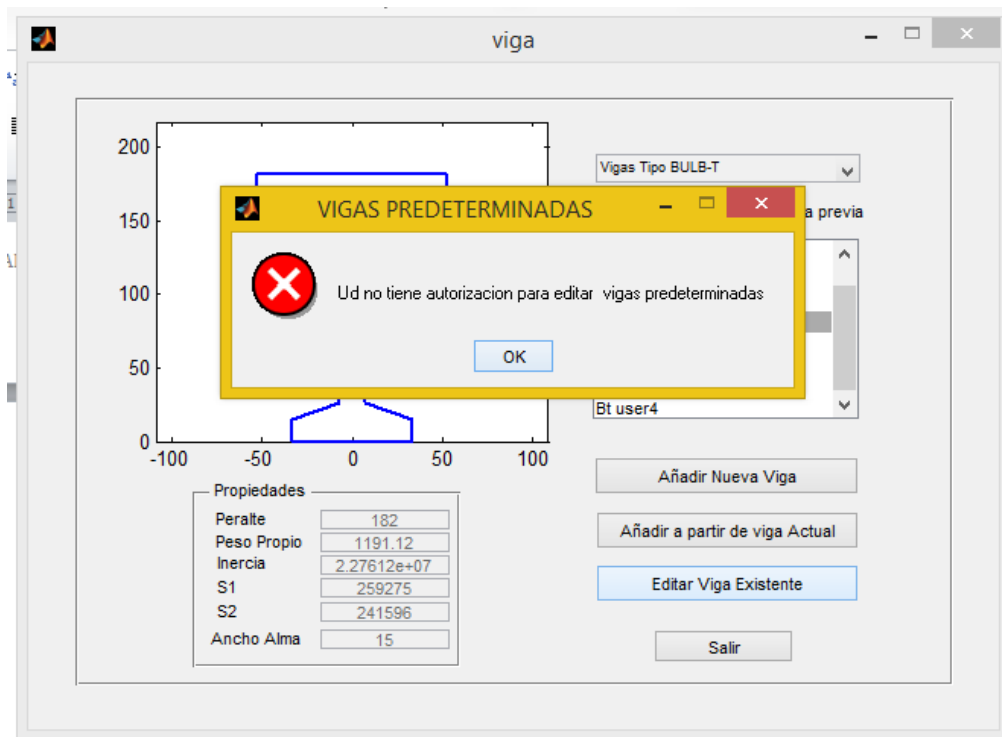 viga
200
150
100
50
0
-100 -50 0 50 100
Vigas Tipo BULB-T
a previa
VIGAS PREDETERMINADAS
Ud no tiene autorizacion para editar vigas predeterminadas
OK
Bt user4
Añadir Nueva Viga
Añadir a partir de viga Actual
Editar Viga Existente
Salir
Propiedades
Peralte 182
Peso Propio 1191.12
Inercia 2.27612e+07
S1 259275
S2 241596
Ancho Alma 15